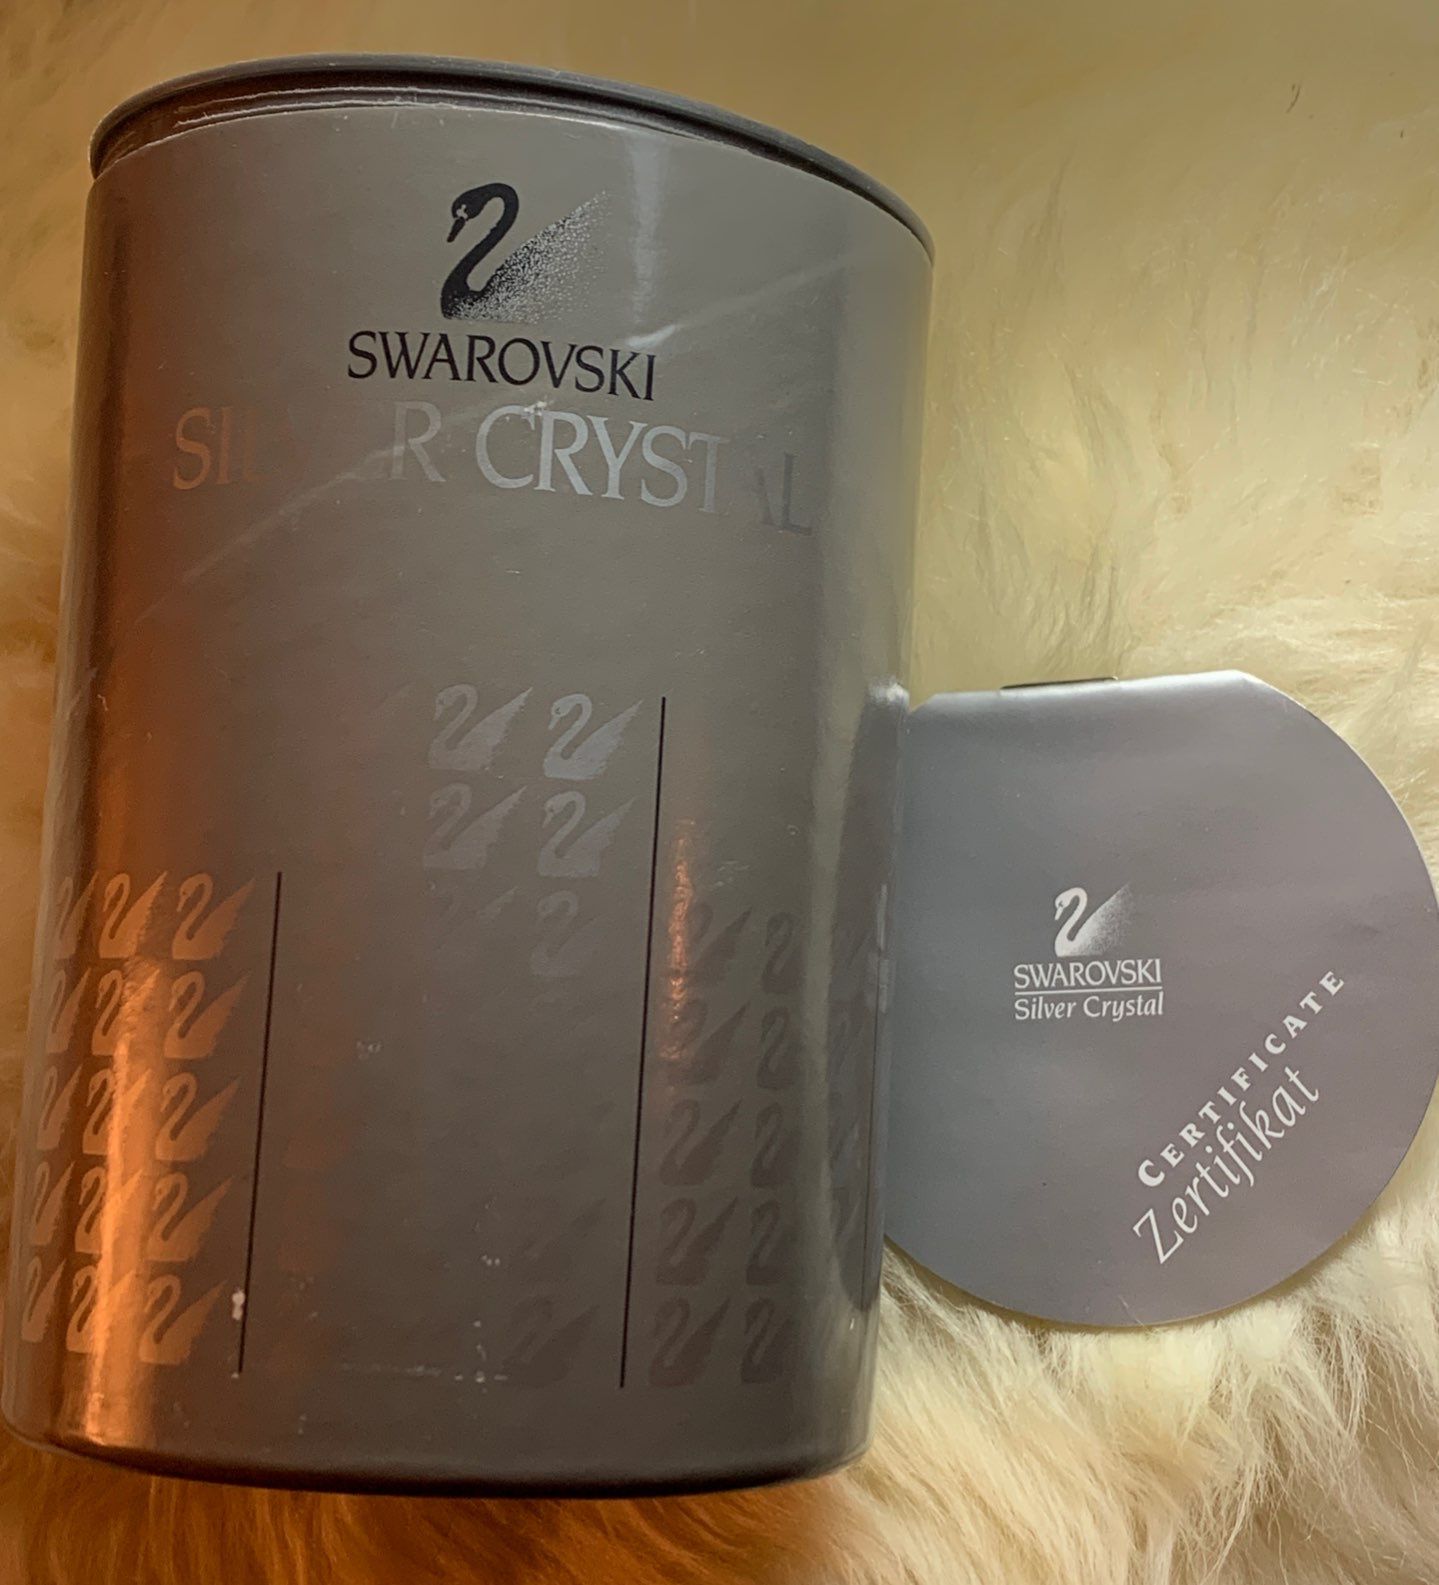 SWAROVSKI
SILVER CRYSTAL
SWAROVSKI
Silver Crystal
CERTIFICATE
Zertifikat